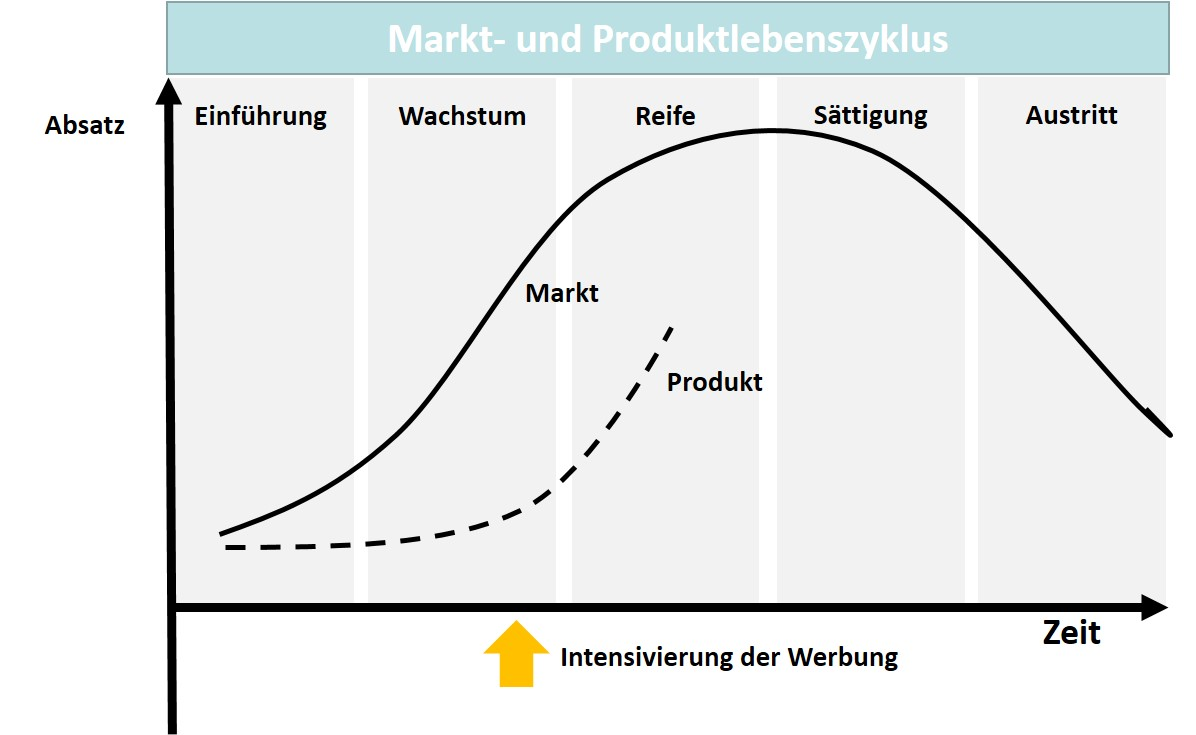 Markt- und Produktlebenszyklus
Absatz
Einführung
Wachstum
Reife
Sättigung
Austritt
Markt
Produkt
Zeit
Intensivierung der Werbung